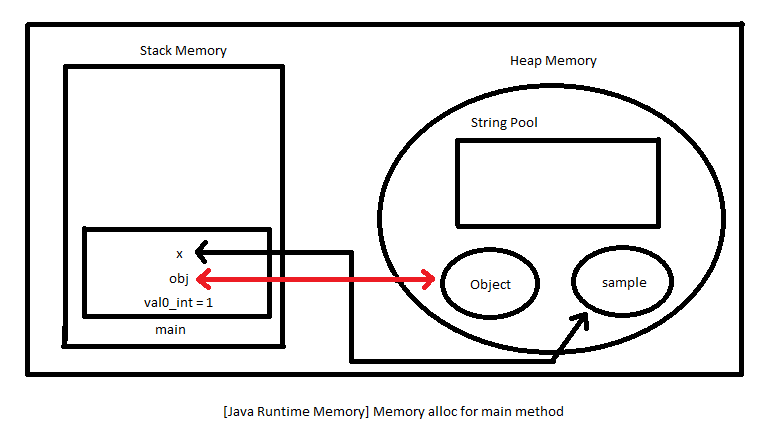 Stack Memory
Heap Memory
String Pool
x
obj
val0_int = 1
main
Object
sample
[Java Runtime Memory] Memory alloc for main method